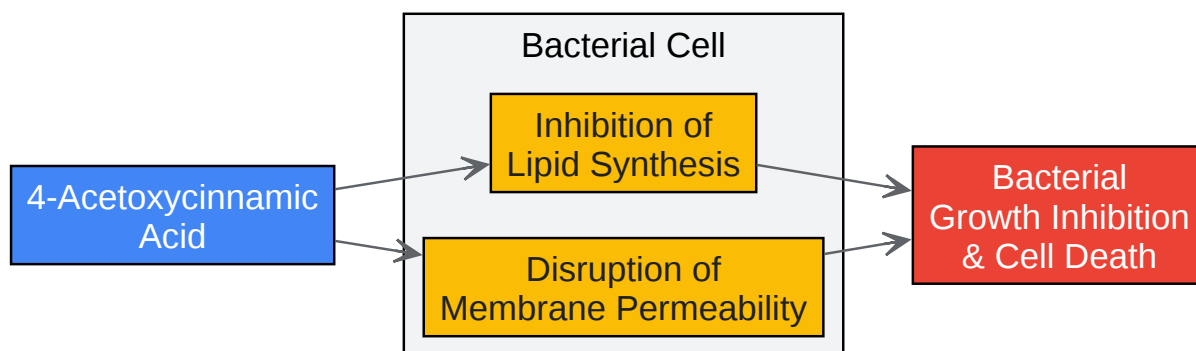 Bacterial Cell
4-Acetoxycinnamic
Acid
Inhibition of
Lipid Synthesis
Disruption of
Membrane Permeability
Bacterial
Growth Inhibition
& Cell Death